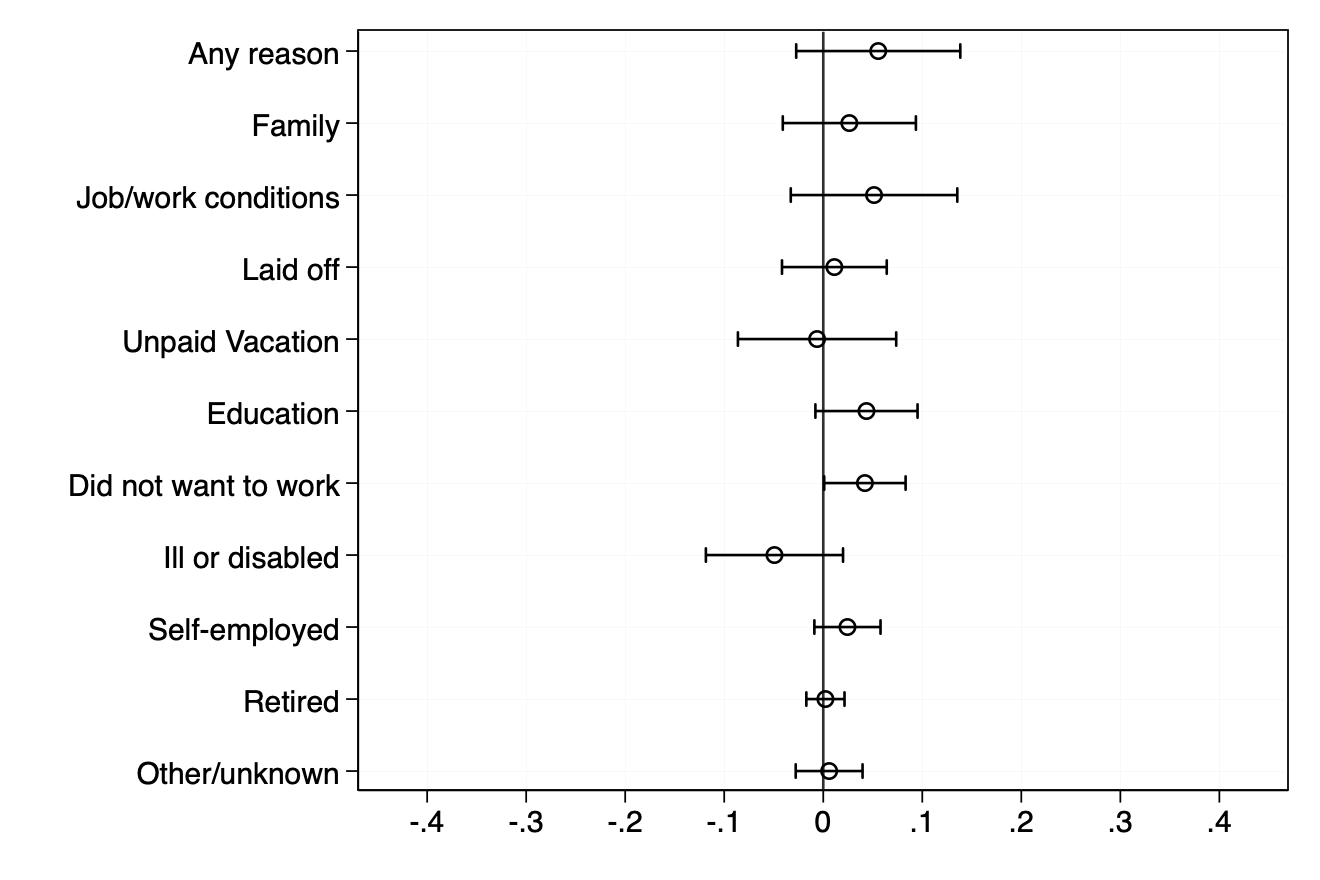 Any reason
Family
Job/work conditions
Laid off
Unpaid Vacation
Education
Did not want to work
Ill or disabled
Self-employed
Retired
Other/unknown
-.4 -.3 -.2 -.1 0 .1 .2 .3 .4